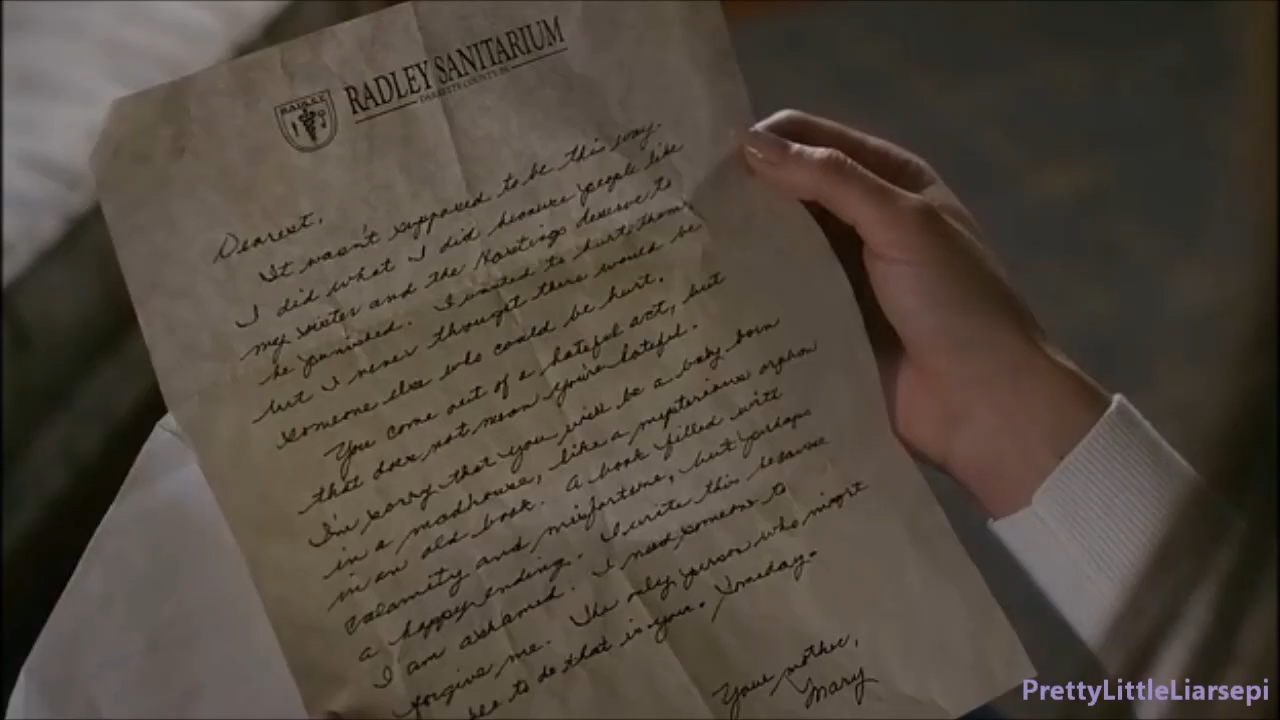 RADLEY
RADLEY SANITARIUM
Dearest,
It wasn't supposed to be this way.
I did what I did because people like
my sister and the Hastings deserve to
be punished. I wanted to hurt them,
but I never thought there would be
someone else who could be hurt.
You come out of a hateful act, but
that does not mean you're hateful.
I'm sorry that you will be a baby born
in a madhouse, like a mysterious orphan
in an old book. A book filled with
calamity and misfortune, but perhaps
a happy ending. I write this because
I am ashamed. I need someone to
forgive me. The only person who might
be to do that is you. Someday.
Your mother,
Mary
PrettyLittleLiarsepi